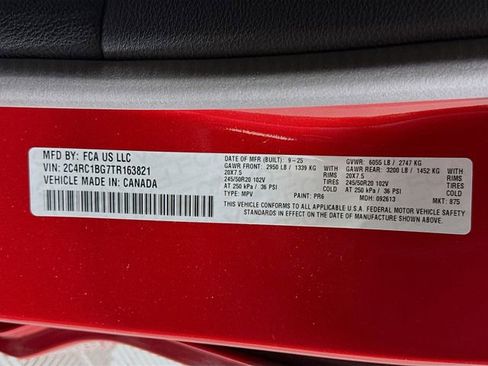 MFD BY: FCA US LLC
VIN: 2C4RC1BG7TR163821
VEHICLE MADE IN: CANADA
DATE OF MFR (BUILT): 9-25 GVWR: 6055 LB / 2747 KG
GAWR FRONT: 2950 LB / 1339 KG WITH GAWR REAR: 3200 LB / 1452 KG WITH
20X7.5 RIMS 20X7.5 RIMS
245/50R20 102V TIRES 245/50R20 102V TIRES
AT 250 kPa / 36 PSI COLD AT 250 kPa / 36 PSI COLD
TYPE: MPV PAINT: PR6 MDH: 092613 MKT: 875
THIS VEHICLE CONFORMS TO ALL APPLICABLE U.S.A. FEDERAL MOTOR VEHICLE SAFETY
STANDARDS IN EFFECT ON THE DATE OF MANUFACTURE SHOWN ABOVE.